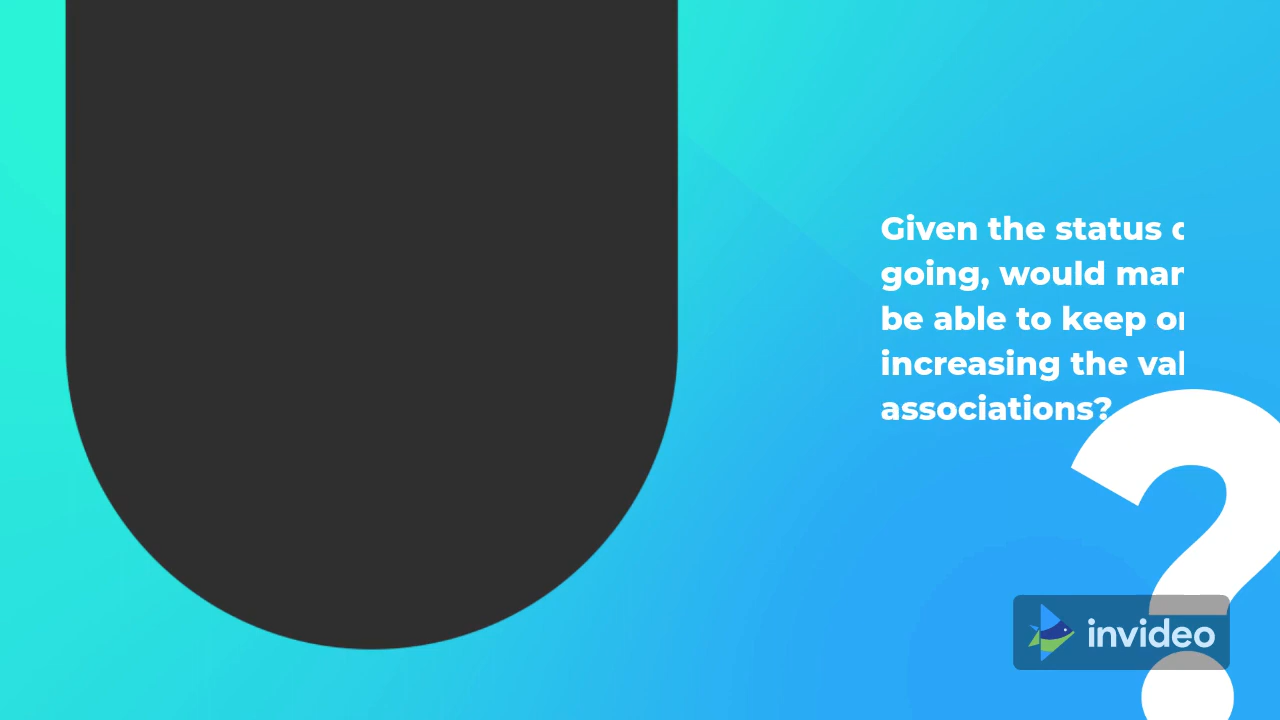 Given the status
going, would
be able to keep
increasing the
associations?
?
invideo